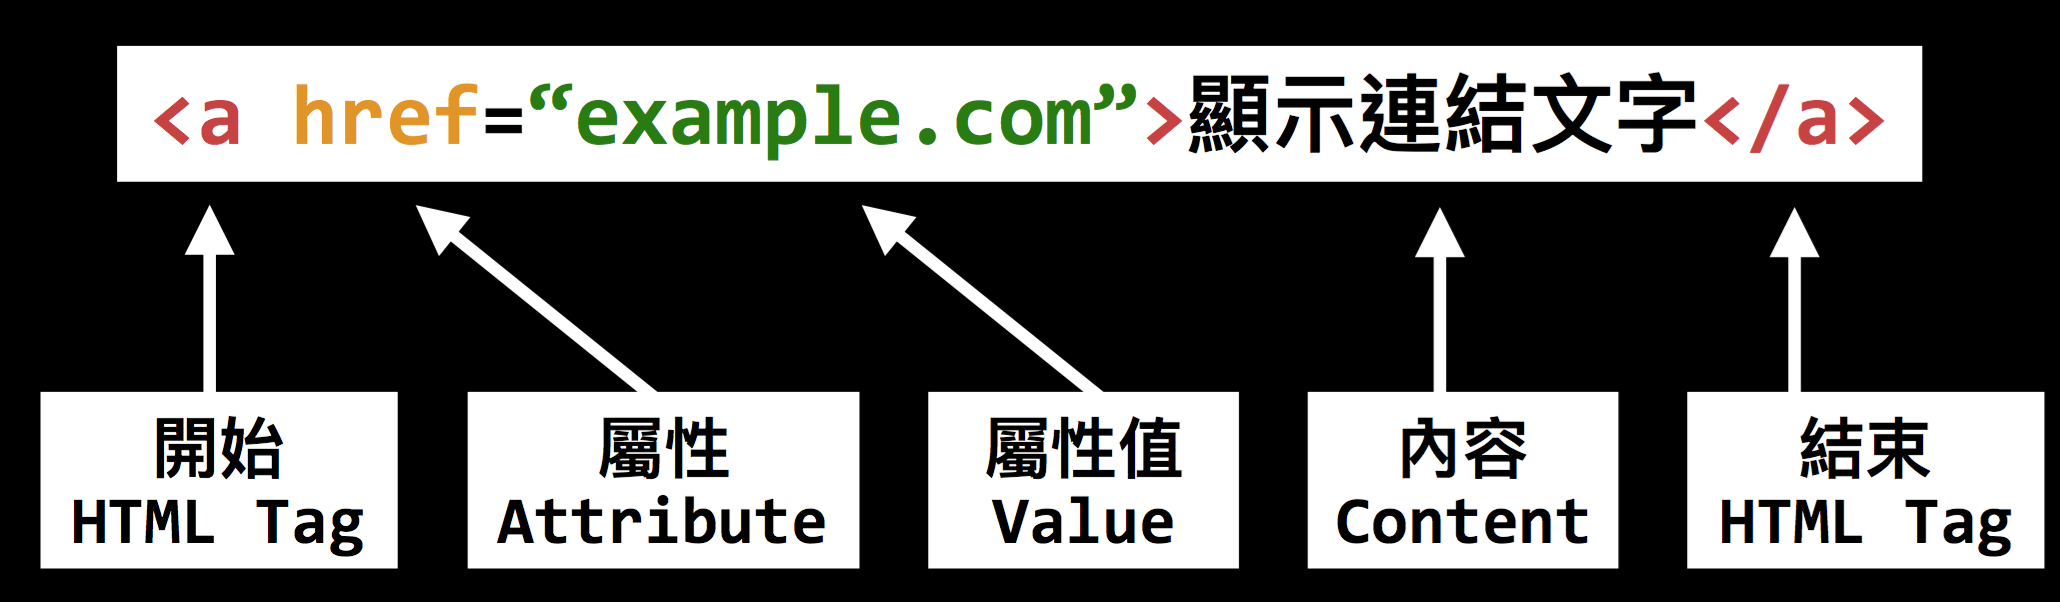 <a href=“example.com”>顯示連結文字</a>
開始
HTML Tag
屬性
Attribute
屬性值
Value
內容
Content
結束
HTML Tag